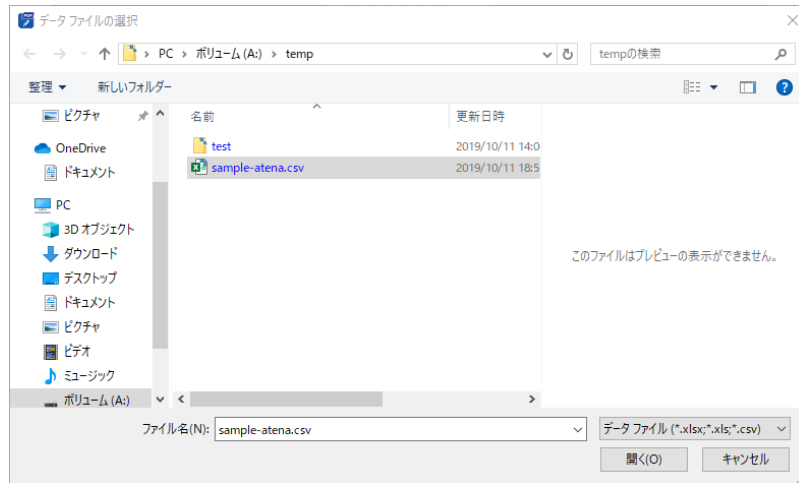 データ ファイルの選択
PC › ボリューム (A:) › temp
tempの検索
整理
新しいフォルダー
ピクチャ
OneDrive
ドキュメント
PC
3D オブジェクト
ダウンロード
デスクトップ
ドキュメント
ピクチャ
ビデオ
ミュージック
ボリューム (A:)
名前
更新日時
test
2019/10/11 14:0
sample-atena.csv
2019/10/11 18:5
このファイルはプレビューの表示ができません。
ファイル名(N):
sample-atena.csv
データ ファイル (*.xlsx;*.xls;*.csv)
開く(O)
キャンセル